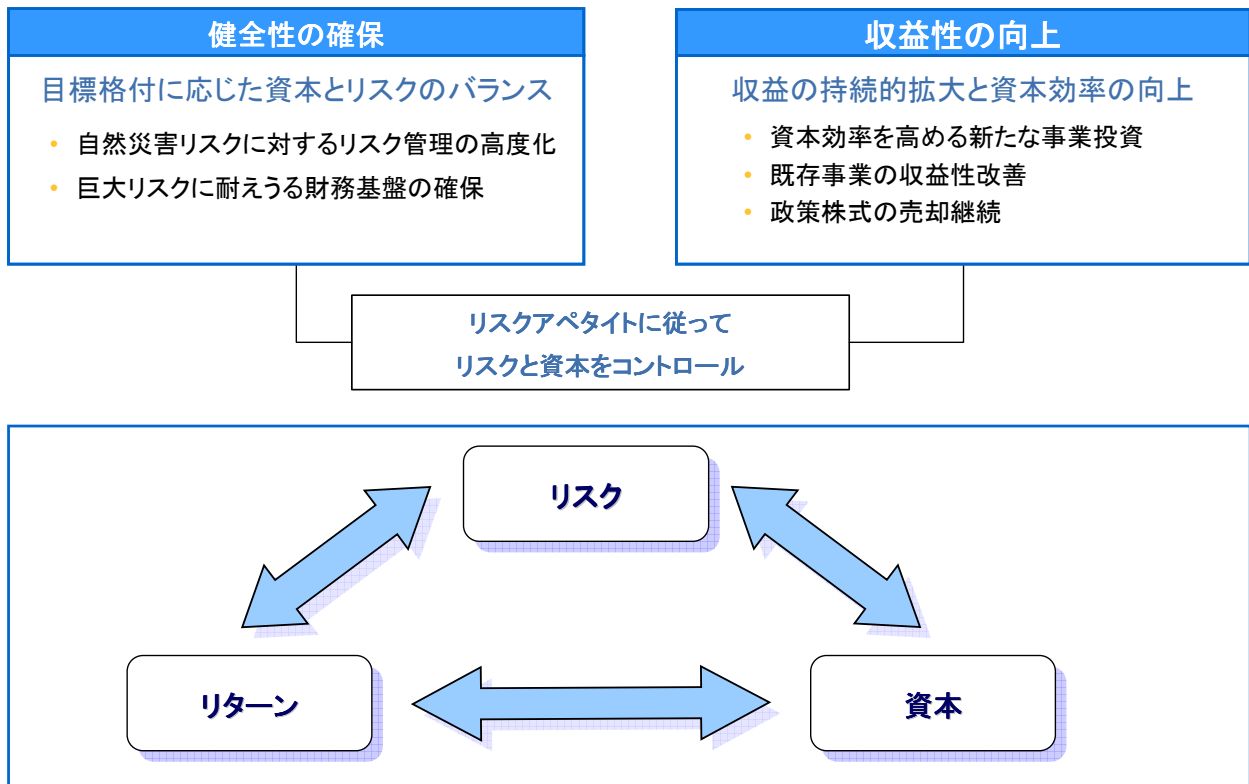 健全性の確保
目標格付に応じた資本とリスクのバランス
• 自然災害リスクに対するリスク管理の高度化
• 巨大リスクに耐えうる財務基盤の確保
収益性の向上
収益の持続的拡大と資本効率の向上
• 資本効率を高める新たな事業投資
• 既存事業の収益性改善
• 政策株式の売却継続
リスクアペタイトに従って
リスクと資本をコントロール
リスク
リターン
資本